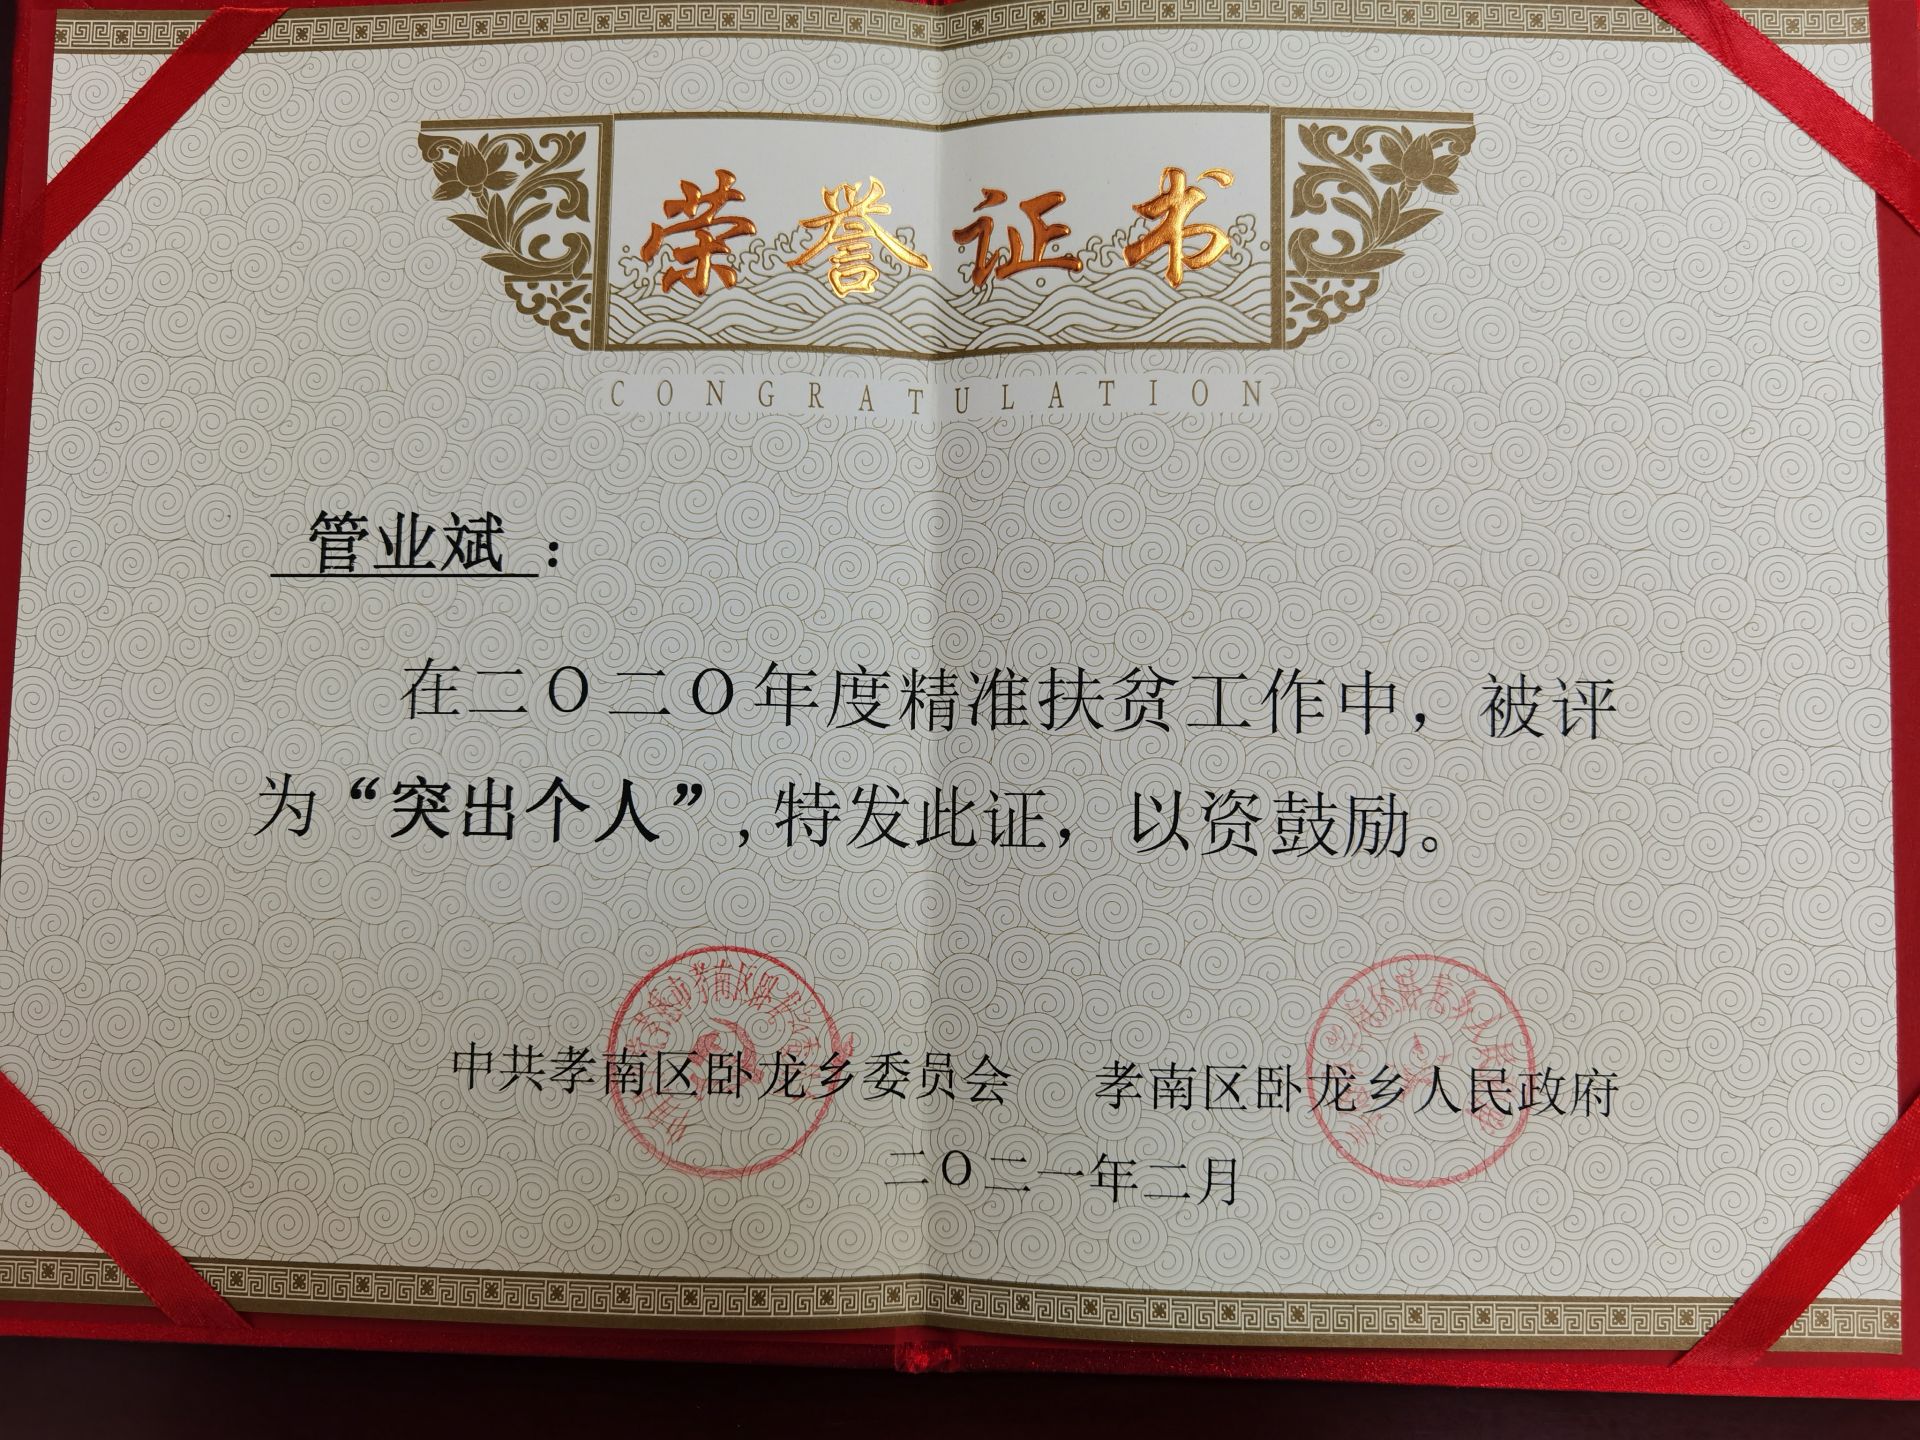 荣誉证书
CONGRATULATION
管业斌：
在二〇二〇年度精准扶贫工作中，被评
为“突出个人”,特发此证，以资鼓励。
中共孝南区卧龙乡委员会 孝南区卧龙乡人民政府
二〇二一年二月